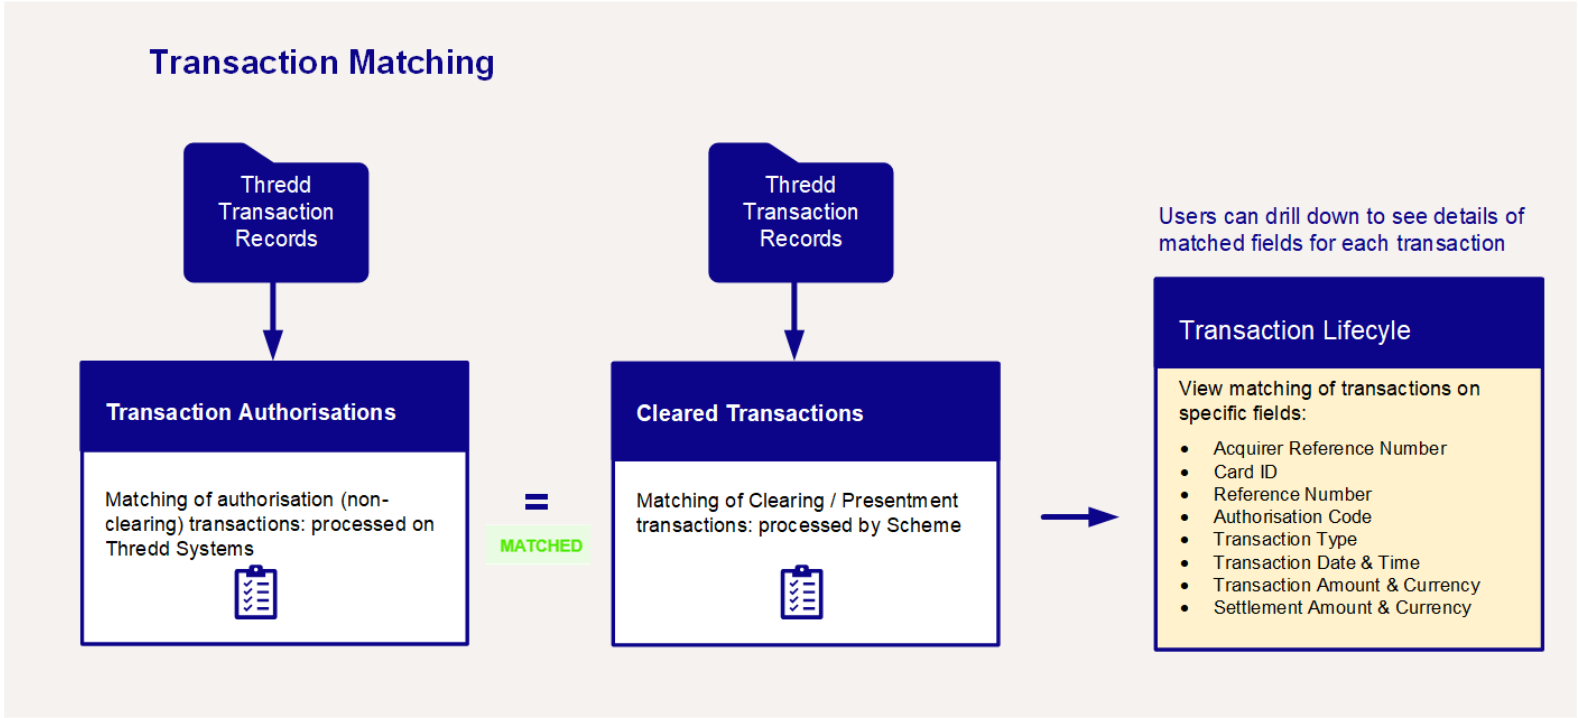 Transaction Matching
Thredd
Transaction
Records
Thredd
Transaction
Records
Users can drill down to see details of
matched fields for each transaction
Transaction Authorisations
Matching of authorisation (non-
clearing) transactions: processed on
Thredd Systems
=
MATCHED
Cleared Transactions
Matching of Clearing / Presentment
transactions: processed by Scheme
Transaction Lifecyle
View matching of transactions on
specific fields:
• Acquirer Reference Number
• Card ID
• Reference Number
• Authorisation Code
• Transaction Type
• Transaction Date & Time
• Transaction Amount & Currency
• Settlement Amount & Currency